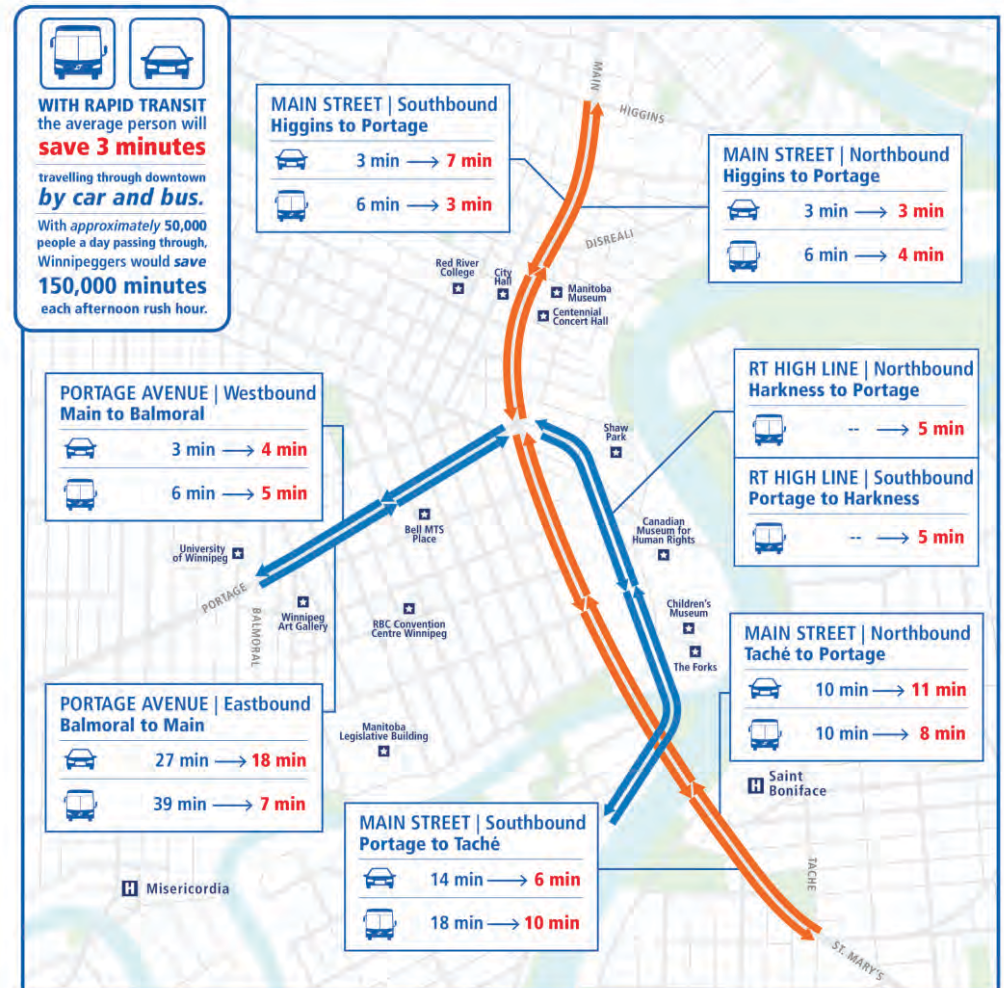 WITH RAPID TRANSIT
the average person will
save 3 minutes
travelling through downtown
by car and bus.
With approximately 50,000
people a day passing through,
Winnipeggers would save
150,000 minutes
each afternoon rush hour.
MAIN
HIGGINS
MAIN STREET | Southbound
Higgins to Portage
3 min → 7 min
6 min → 3 min
MAIN STREET | Northbound
Higgins to Portage
3 min → 3 min
6 min → 4 min
DISREALI
Red River
College
City
Hall
Manitoba
Museum
Centennial
Concert Hall
PORTAGE AVENUE | Westbound
Main to Balmoral
3 min → 4 min
6 min → 5 min
RT HIGH LINE | Northbound
Harkness to Portage
-- → 5 min
RT HIGH LINE | Southbound
Portage to Harkness
-- → 5 min
Shaw
Park
Bell MTS
Place
Canadian
Museum for
Human Rights
University
of Winnipeg
PORTAGE
BALMORAL
Winnipeg
Art Gallery
RBC Convention
Centre Winnipeg
Children's
Museum
The Forks
MAIN STREET | Northbound
Taché to Portage
10 min → 11 min
10 min → 8 min
PORTAGE AVENUE | Eastbound
Balmoral to Main
27 min → 18 min
39 min → 7 min
Manitoba
Legislative Building
H Saint
Boniface
MAIN STREET | Southbound
Portage to Taché
14 min → 6 min
18 min → 10 min
H Misericordia
TACHE
ST. MARY'S